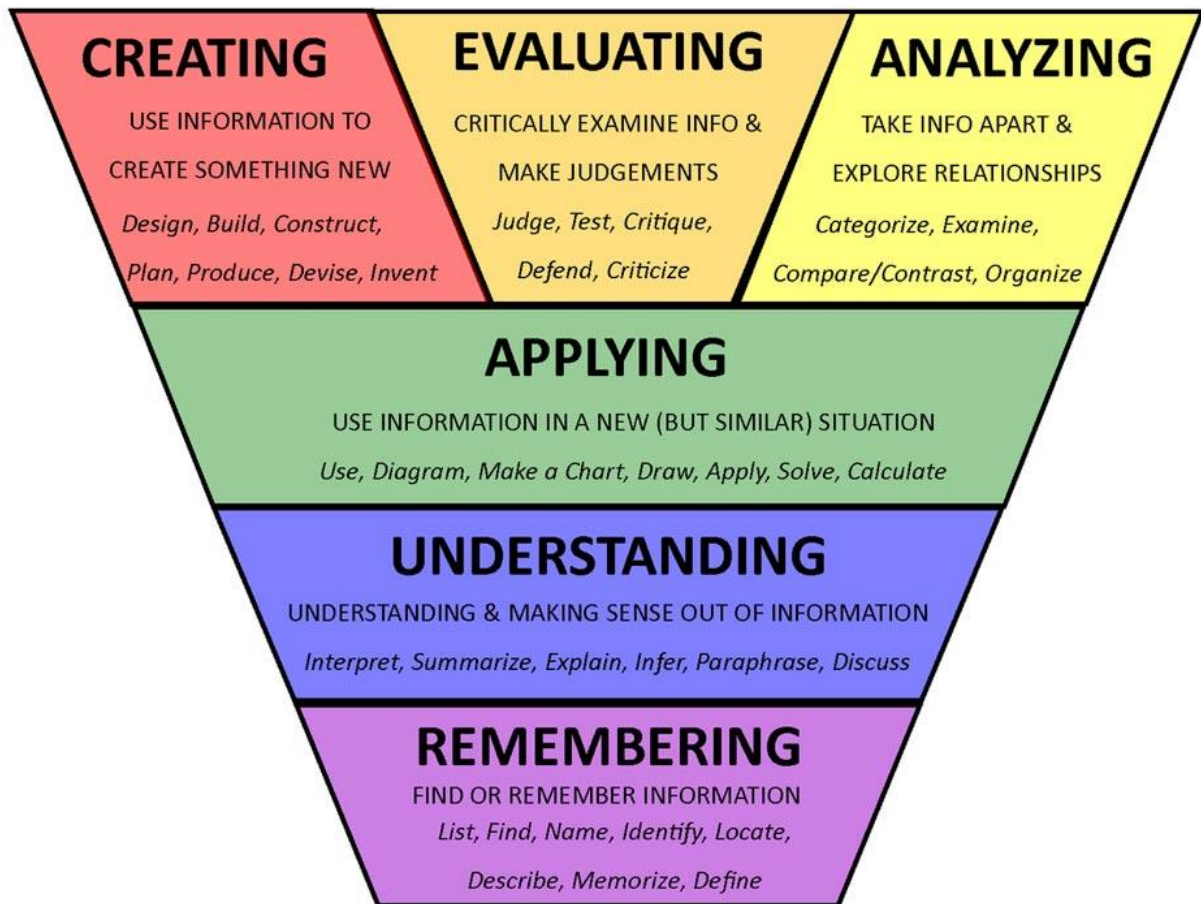 CREATING
USE INFORMATION TO
CREATE SOMETHING NEW
Design, Build, Construct,
Plan, Produce, Devise, Invent
EVALUATING
CRITICALLY EXAMINE INFO &
MAKE JUDGEMENTS
Judge, Test, Critique,
Defend, Criticize
ANALYZING
TAKE INFO APART &
EXPLORE RELATIONSHIPS
Categorize, Examine,
Compare/Contrast, Organize
APPLYING
USE INFORMATION IN A NEW (BUT SIMILAR) SITUATION
Use, Diagram, Make a Chart, Draw, Apply, Solve, Calculate
UNDERSTANDING
UNDERSTANDING & MAKING SENSE OUT OF INFORMATION
Interpret, Summarize, Explain, Infer, Paraphrase, Discuss
REMEMBERING
FIND OR REMEMBER INFORMATION
List, Find, Name, Identify, Locate,
Describe, Memorize, Define